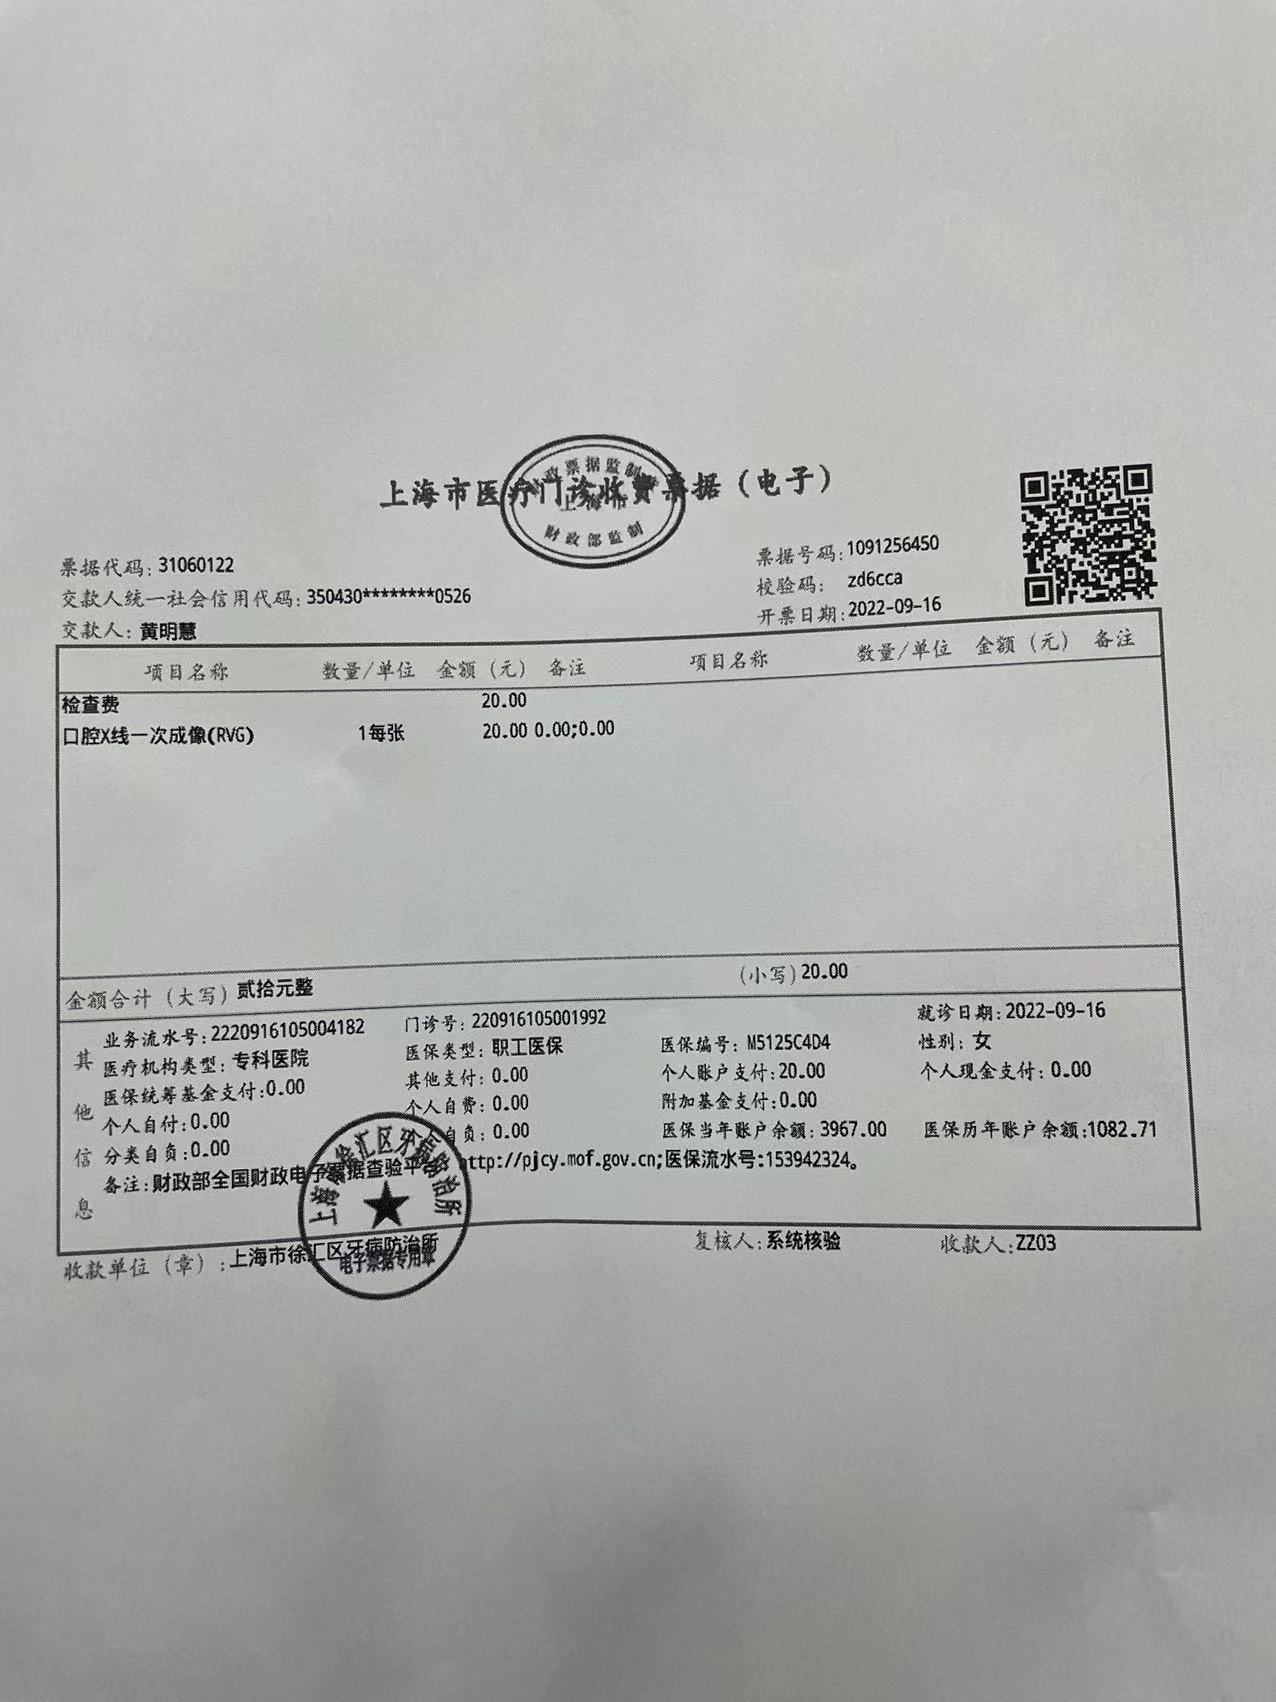 上海市医疗门诊收费票据（电子）
财政票据监制
上海市
财政部监制
票据代码：31060122
票据号码：1091256450
交款人统一社会信用代码：350430********0526
校验码： zd6cca
交款人：黄明慧
开票日期：2022-09-16
项目名称 数量/单位 金额（元） 备注 项目名称 数量/单位 金额（元） 备注
检查费 20.00
口腔X线一次成像(RVG) 1每张 20.00 0.00;0.00
金额合计（大写）贰拾元整 （小写）20.00
其他信息
业务流水号：2220916105004182 门诊号：220916105001992 就诊日期：2022-09-16
医疗机构类型：专科医院 医保类型：职工医保 医保编号：M5125C4D4 性别：女
医保统筹基金支付：0.00 其他支付：0.00 个人账户支付：20.00 个人现金支付：0.00
个人自付：0.00 个人自费：0.00 附加基金支付：0.00
分类自负：0.00 自负：0.00 医保当年账户余额：3967.00 医保历年账户余额：1082.71
备注：财政部全国财政电子票据查验平 http://pjcy.mof.gov.cn;医保流水号:153942324。
收款单位（章）：上海市徐汇区牙病防治所 复核人：系统核验 收款人：ZZ03
上海市徐汇区牙病防治所
电子票据专用章